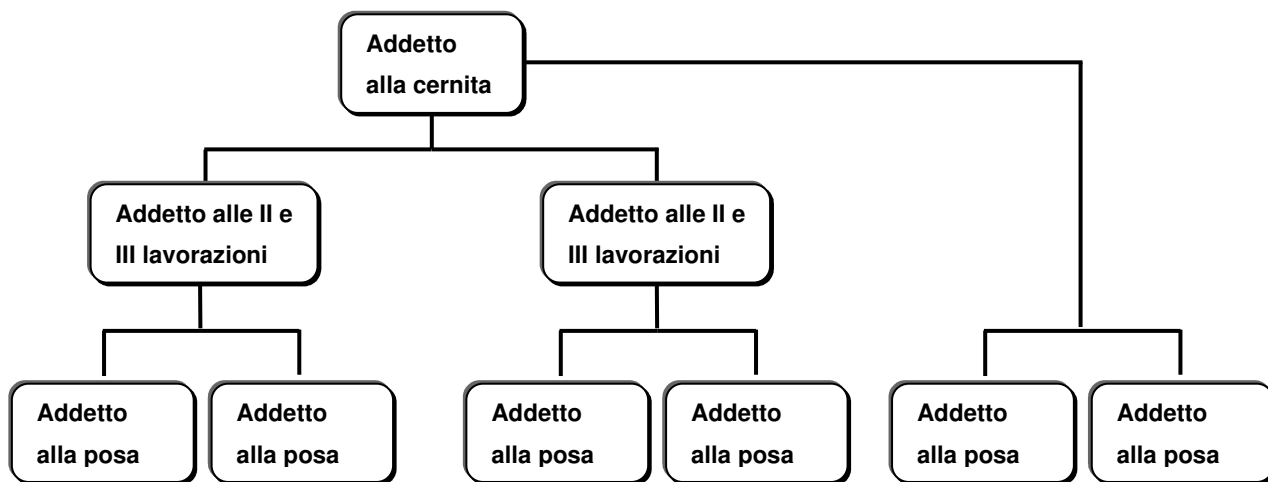 Addetto
alla cernita
Addetto alle II e
III lavorazioni
Addetto alle II e
III lavorazioni
Addetto
alla posa
Addetto
alla posa
Addetto
alla posa
Addetto
alla posa
Addetto
alla posa
Addetto
alla posa